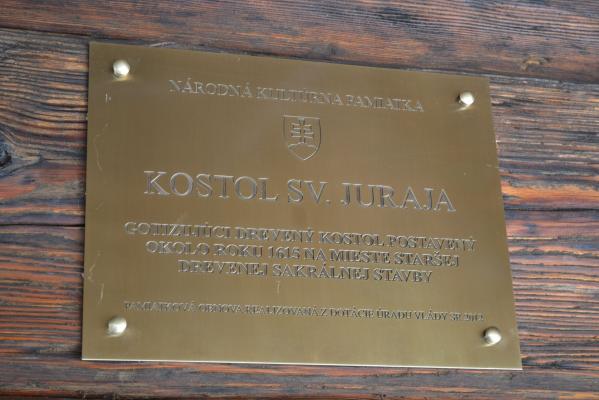 NÁRODNÁ KULTÚRNA PAMIATKA
KOSTOL SV. JURAJA
GOTIZUJÚCI DREVENÝ KOSTOL POSTAVENÝ
OKOLO ROKU 1615 NA MIESTE STARŠEJ
DREVENEJ SAKRÁLNEJ STAVBY
PAMIATKOVÁ OBNOVA REALIZOVANÁ Z DOTÁCIE ÚRADU VLÁDY SR 2012